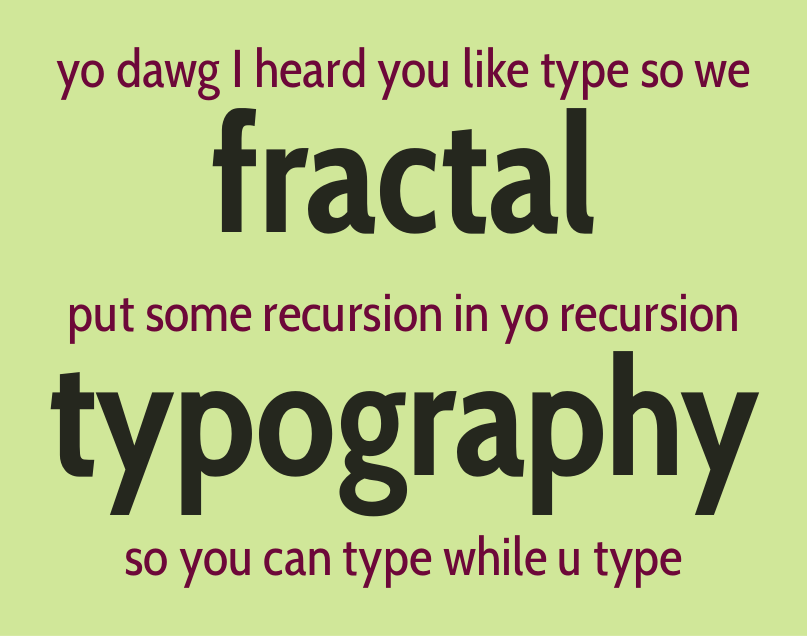 yo dawg I heard you like type so we
fractal
put some recursion in yo recursion
typography
so you can type while u type